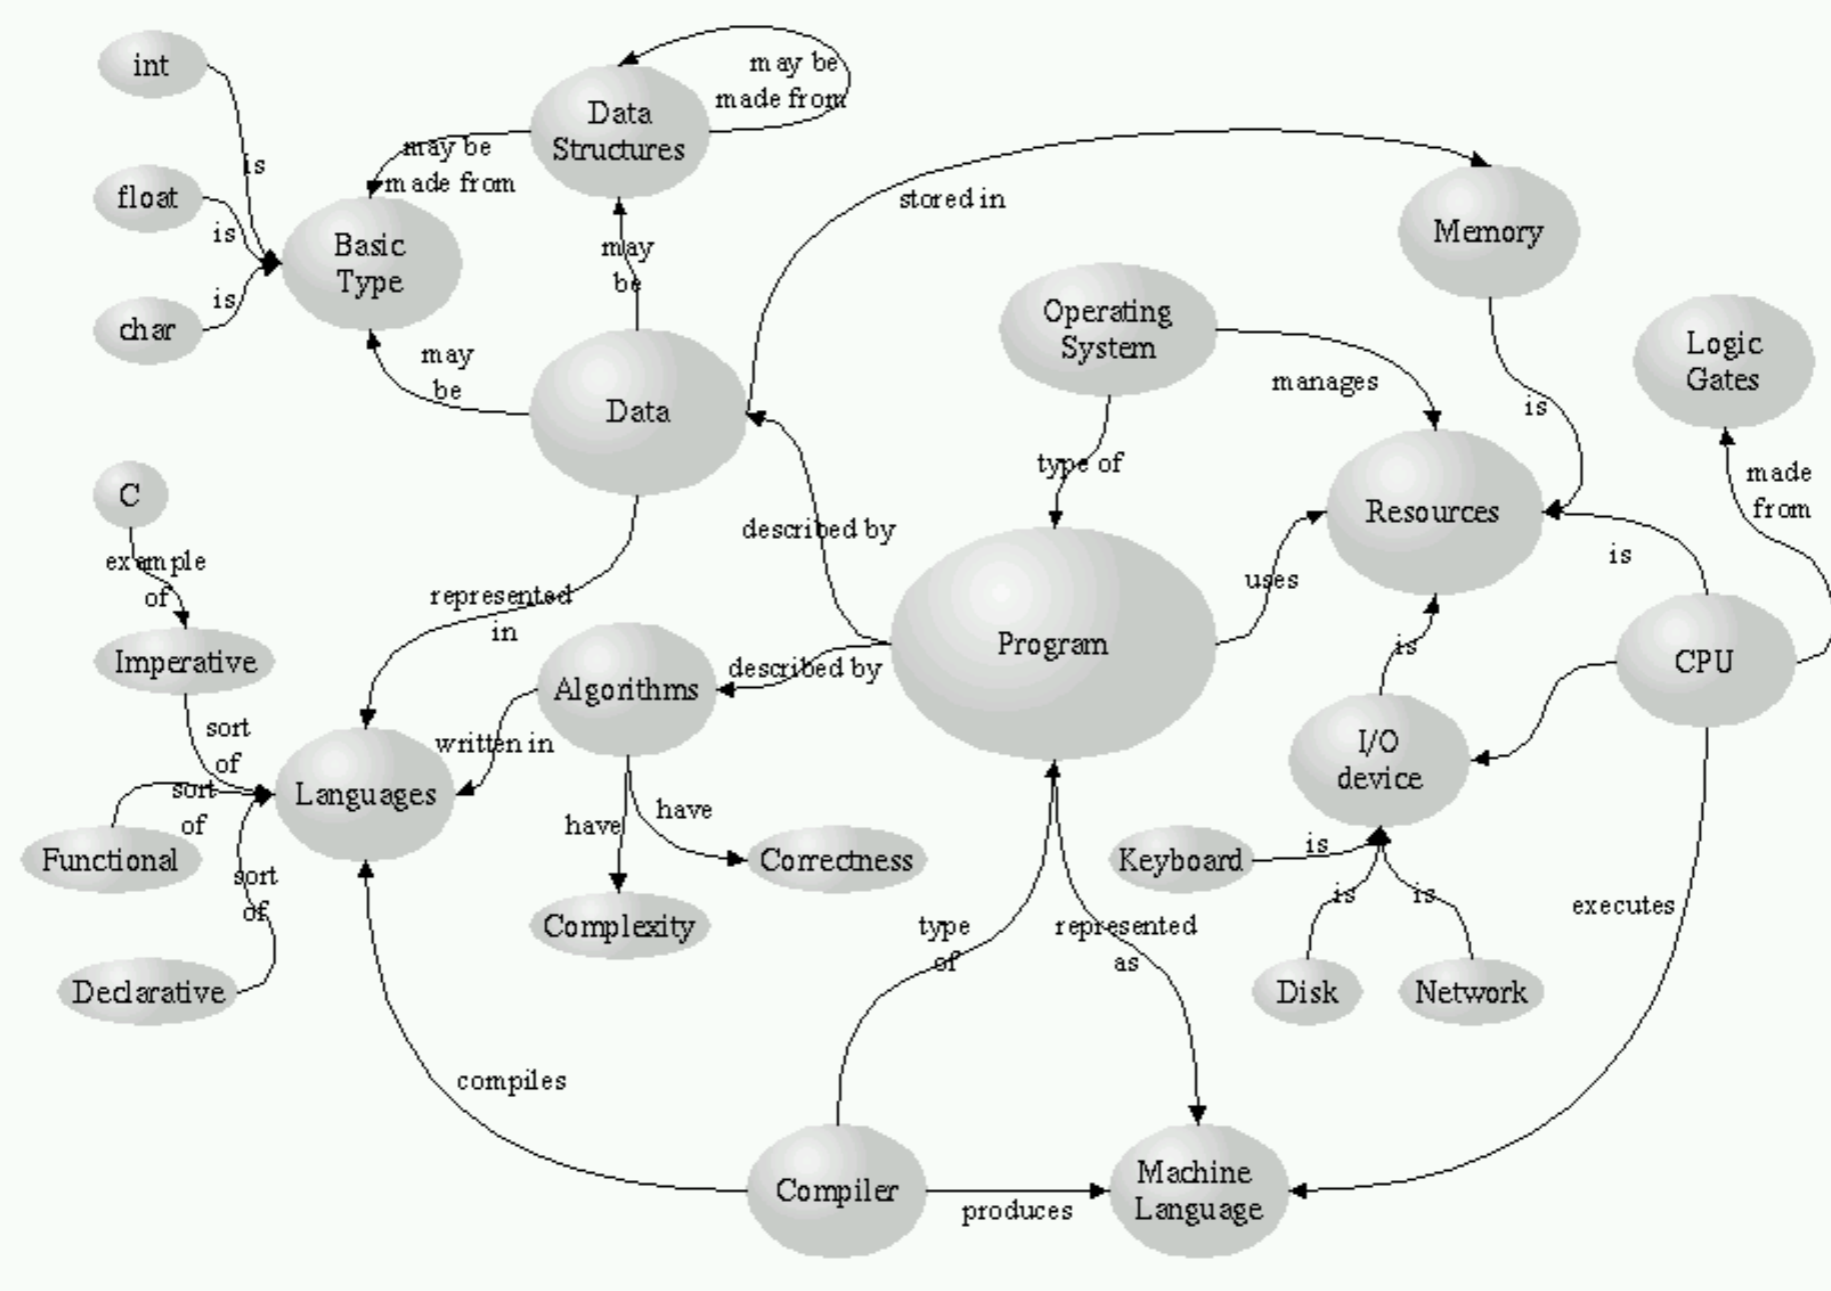 int
may be
made from
Data
Structures
may be
made from
is
float
is
Basic
Type
is
char
may
be
may
be
Data
stored in
Memory
Operating
System
manages
is
Logic
Gates
type of
Resources
made
from
is
C
example
of
Imperative
described by
represented
in
uses
Program
is
CPU
Algorithms
described by
sort
of
written in
Languages
sort
of
Functional
sort
of
Declarative
have
have
Correctness
Complexity
I/O
device
Keyboard
is
is
is
Disk
Network
executes
type
of
represented
as
compiles
Compiler
produces
Machine
Language